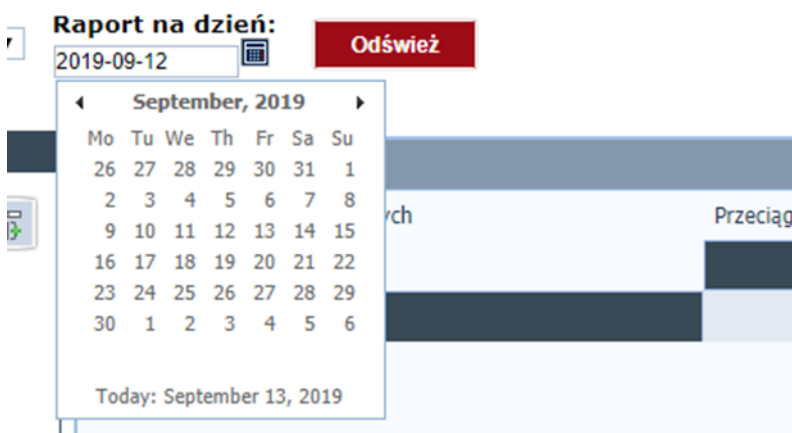 Raport na dzień:
2019-09-12
Odśwież
September, 2019
Mo Tu We Th Fr Sa Su
26 27 28 29 30 31 1
2 3 4 5 6 7 8
9 10 11 12 13 14 15
16 17 18 19 20 21 22
23 24 25 26 27 28 29
30 1 2 3 4 5 6
Today: September 13, 2019